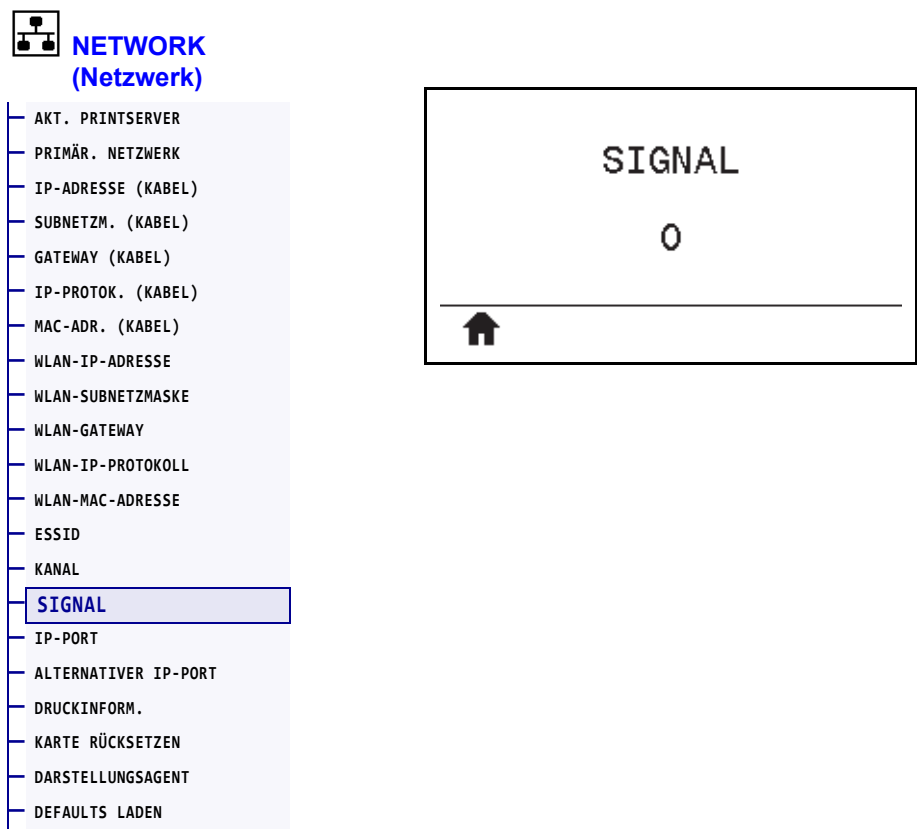 NETWORK
(Netzwerk)
AKT. PRINTSERVER
PRIMÄR. NETZWERK
IP-ADRESSE (KABEL)
SUBNETZM. (KABEL)
GATEWAY (KABEL)
IP-PROTOK. (KABEL)
MAC-ADR. (KABEL)
WLAN-IP-ADRESSE
WLAN-SUBNETZMASKE
WLAN-GATEWAY
WLAN-IP-PROTOKOLL
WLAN-MAC-ADRESSE
ESSID
KANAL
SIGNAL
IP-PORT
ALTERNATIVER IP-PORT
DRUCKINFORM.
KARTE RÜCKSETZEN
DARSTELLUNGSAGENT
DEFAULTS LADEN
SIGNAL
0